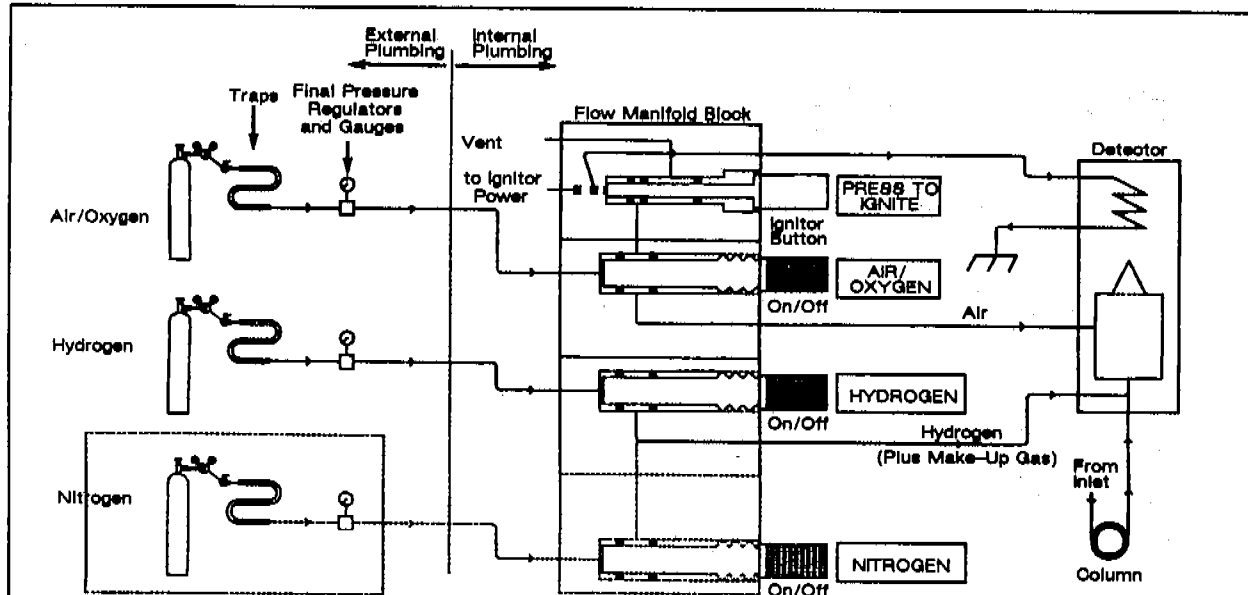 External
Plumbing
Internal
Plumbing
Traps
Final Pressure
Regulators
and Gauges
Flow Manifold Block
Vent
to Ignitor
Power
Detector
PRESS TO
IGNITE
Ignitor
Button
Air/Oxygen
AIR/
OXYGEN
On/Off
Air
Hydrogen
HYDROGEN
On/Off
Hydrogen
(Plus Make-Up Gas)
From
Inlet
Nitrogen
NITROGEN
On/Off
Column